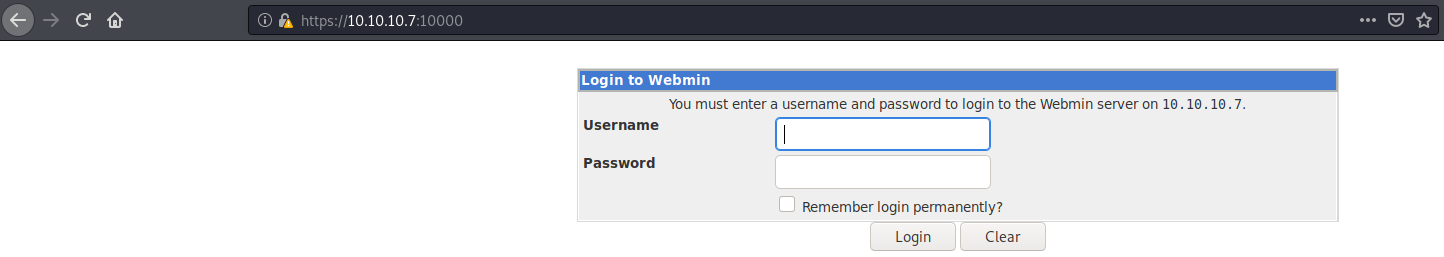 https://10.10.10.7:10000
Login to Webmin
You must enter a username and password to login to the Webmin server on 10.10.10.7.
Username
Password
Remember login permanently?
Login Clear